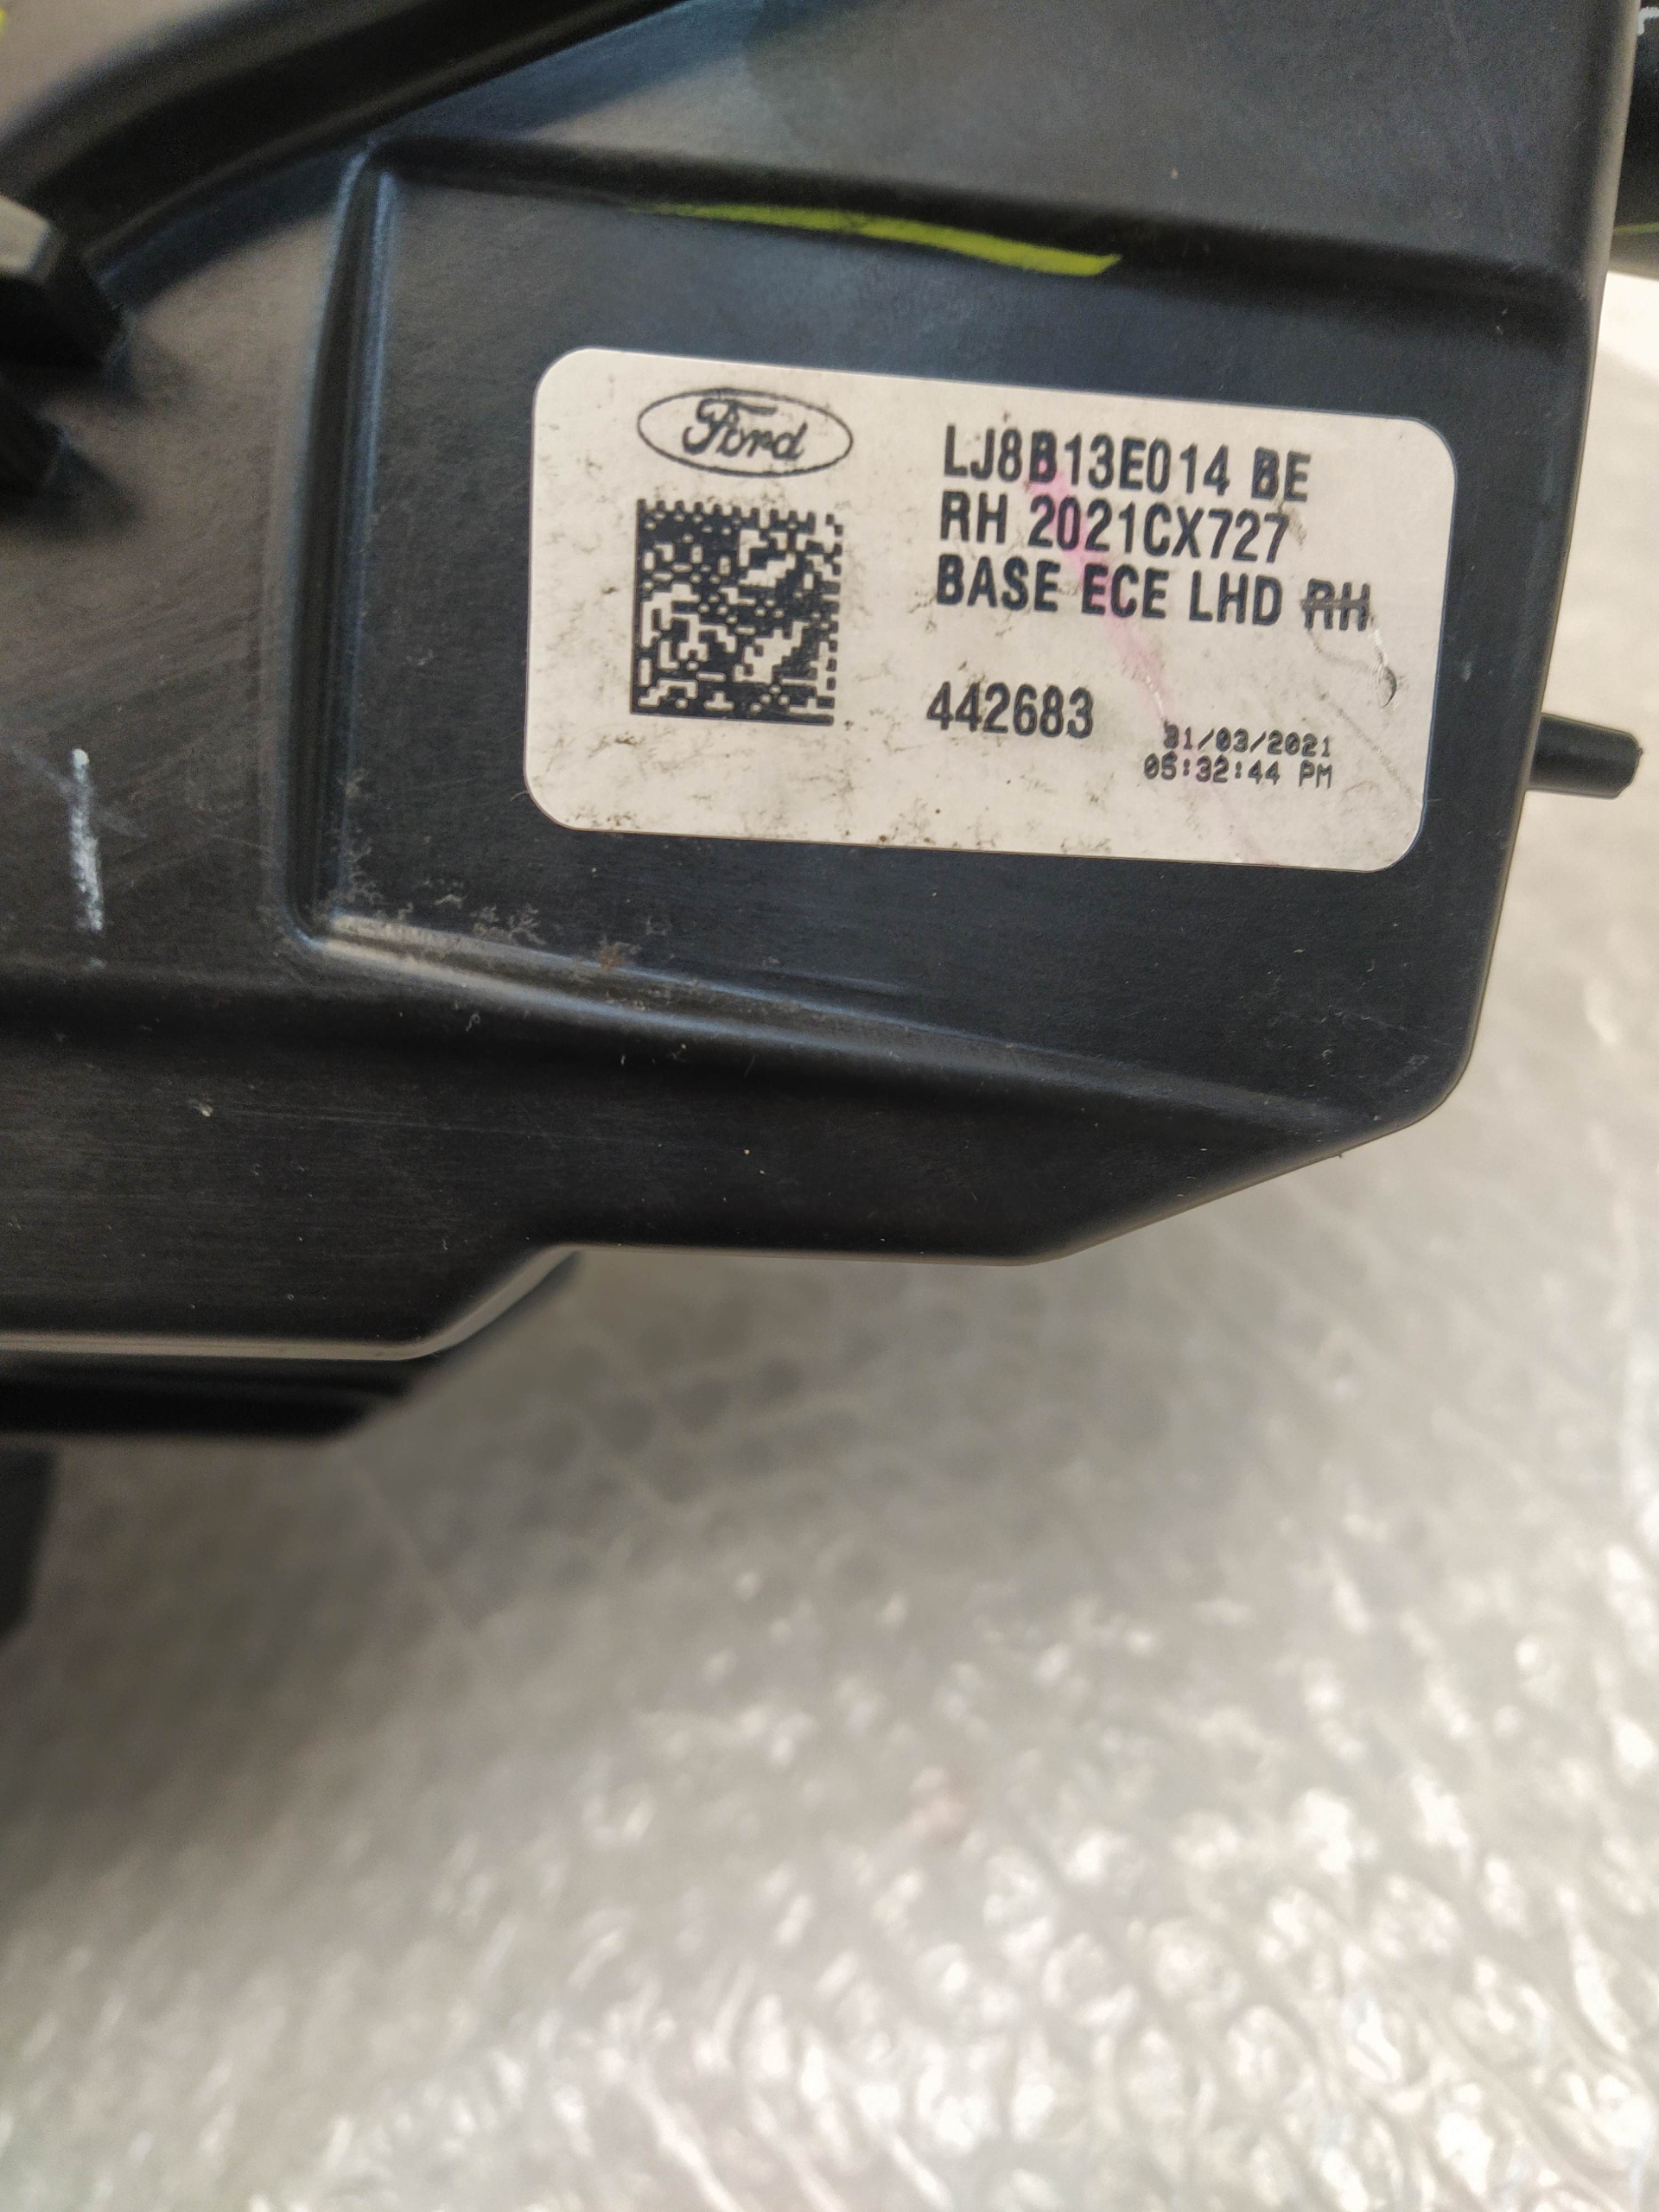 Ford
LJ8B13E014 BE
RH 2021CX727
BASE ECE LHD RH
442683
31/03/2021
05:32:44 PM